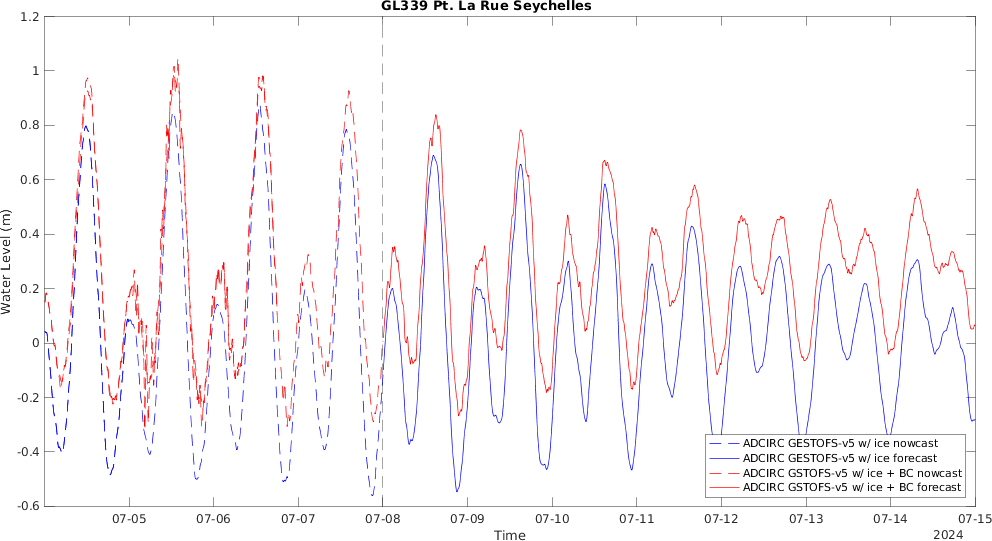 GL339 Pt. La Rue Seychelles
1.2
1
0.8
0.6
0.4
0.2
0
-0.2
-0.4
-0.6
Water Level (m)
ADCIRC GESTOFS-v5 w/ ice nowcast
ADCIRC GESTOFS-v5 w/ ice forecast
ADCIRC GSTOFS-v5 w/ ice + BC nowcast
ADCIRC GSTOFS-v5 w/ ice + BC forecast
07-05 07-06 07-07 07-08 07-09 07-10 07-11 07-12 07-13 07-14 07-15
Time
2024